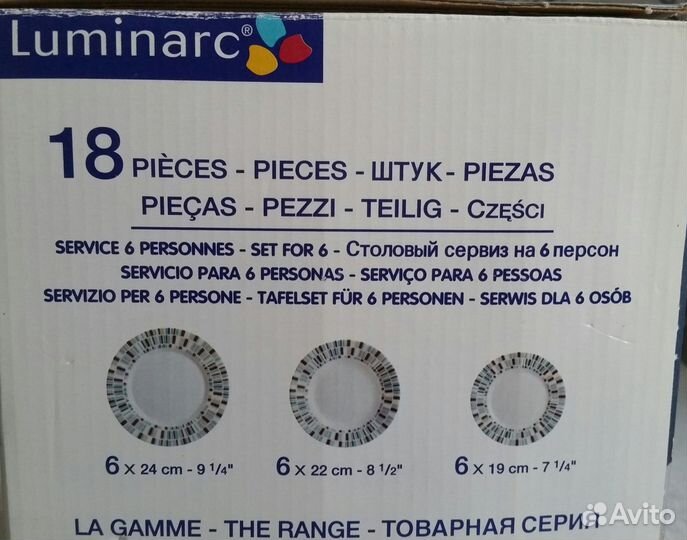 Luminarc®
18 PIÈCES - PIECES - ШТУК - PIEZAS
PIEÇAS - PEZZI - TEILIG - CZĘŚCI
SERVICE 6 PERSONNES - SET FOR 6 - Столовый сервиз на 6 персон
SERVICIO PARA 6 PERSONAS - SERVIÇO PARA 6 PESSOAS
SERVIZIO PER 6 PERSONE - TAFELSET FÜR 6 PERSONEN - SERWIS DLA 6 OSÓB
6 x 24 cm - 9 1/4" 6 x 22 cm - 8 1/2" 6 x 19 cm - 7 1/4"
LA GAMME - THE RANGE - ТОВАРНАЯ СЕРИЯ
Avito